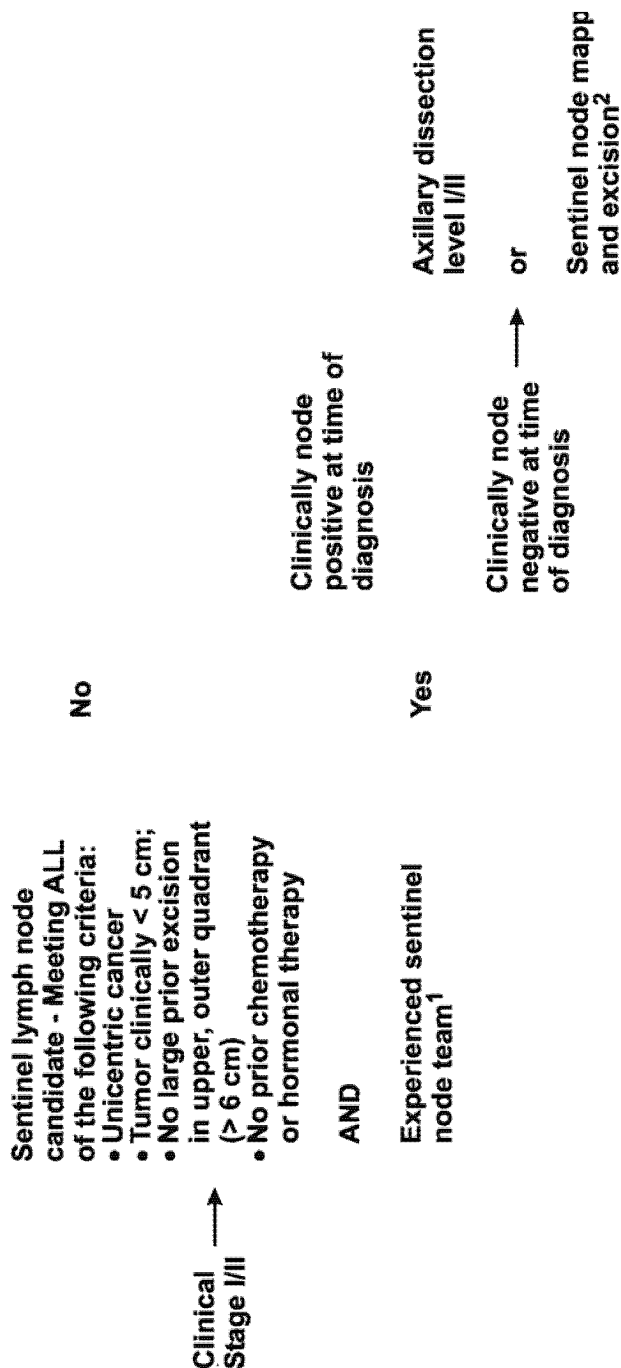 Clinical
Stage I/II
Sentinel lymph node
candidate - Meeting ALL
of the following criteria:
• Unicentric cancer
• Tumor clinically < 5 cm;
• No large prior excision
in upper, outer quadrant
(> 6 cm)
• No prior chemotherapy
or hormonal therapy
AND
Experienced sentinel
node team¹
No
Yes
Clinically node
positive at time of
diagnosis
Clinically node
negative at time
of diagnosis
Axillary dissection
level I/II
or
Sentinel node mapp
and excision²